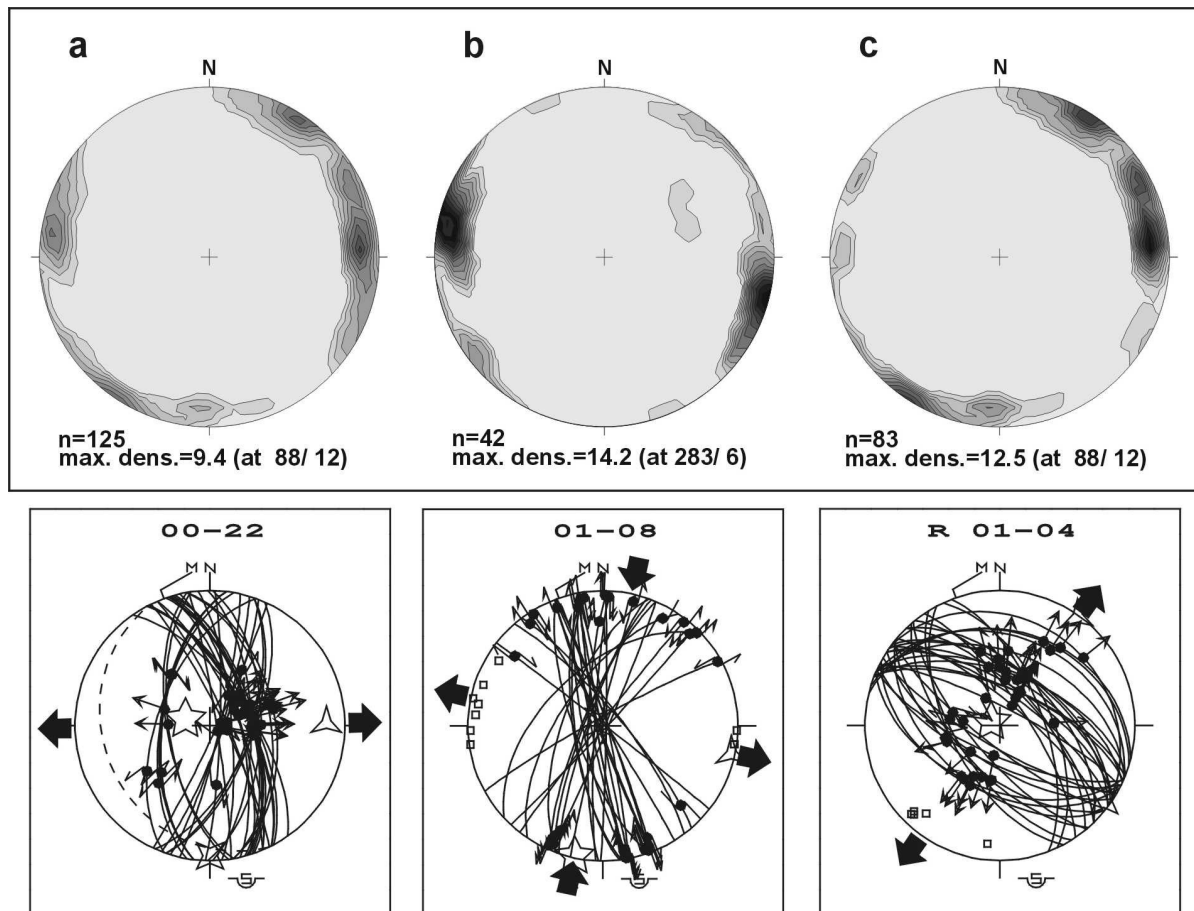 a
b
c
N
N
N
n=125
max. dens.=9.4 (at 88/ 12)
n=42
max. dens.=14.2 (at 283/ 6)
n=83
max. dens.=12.5 (at 88/ 12)
00-22
01-08
R 01-04
M N
M N
M N
S
S
S